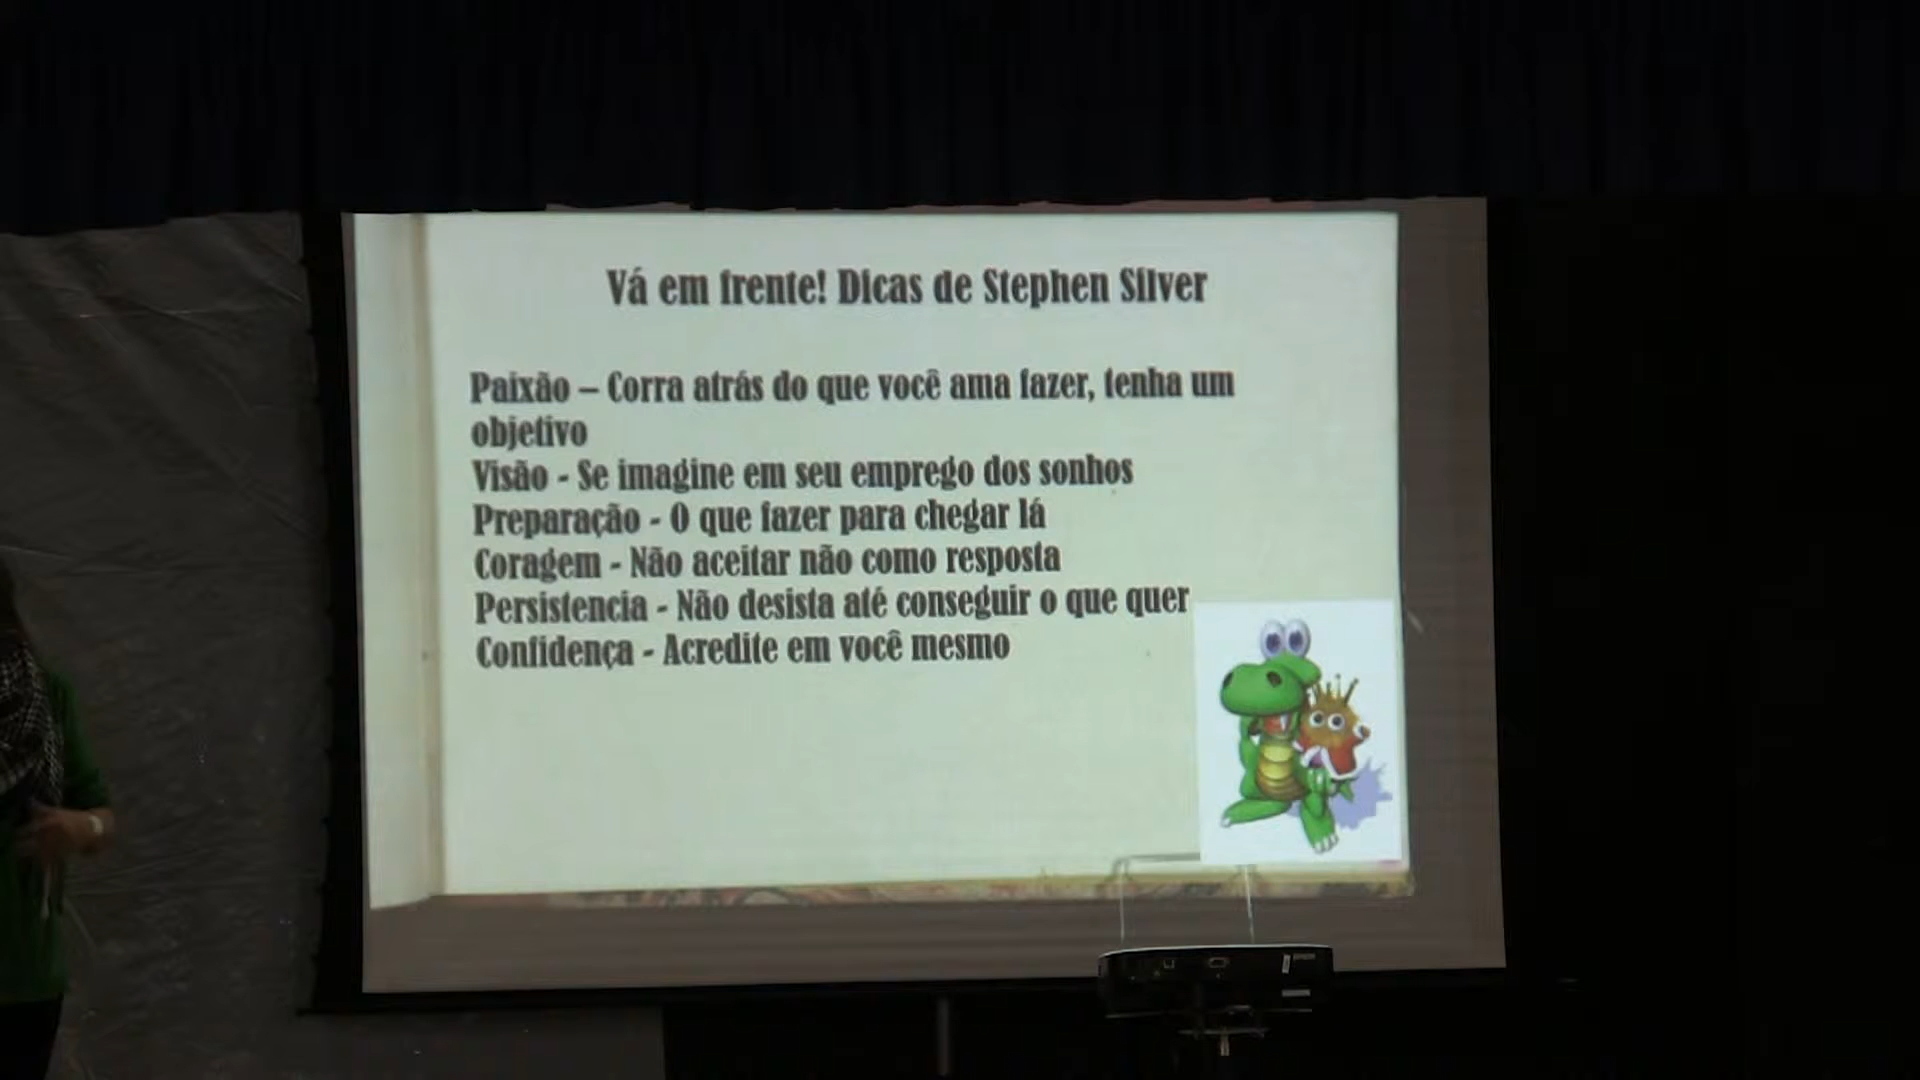 Vá em frente! Dicas de Stephen Silver
Paixão – Corra atrás do que você ama fazer, tenha um
objetivo
Visão - Se imagine em seu emprego dos sonhos
Preparação - O que fazer para chegar lá
Coragem - Não aceitar não como resposta
Persistencia - Não desista até conseguir o que quer
Confidença - Acredite em você mesmo